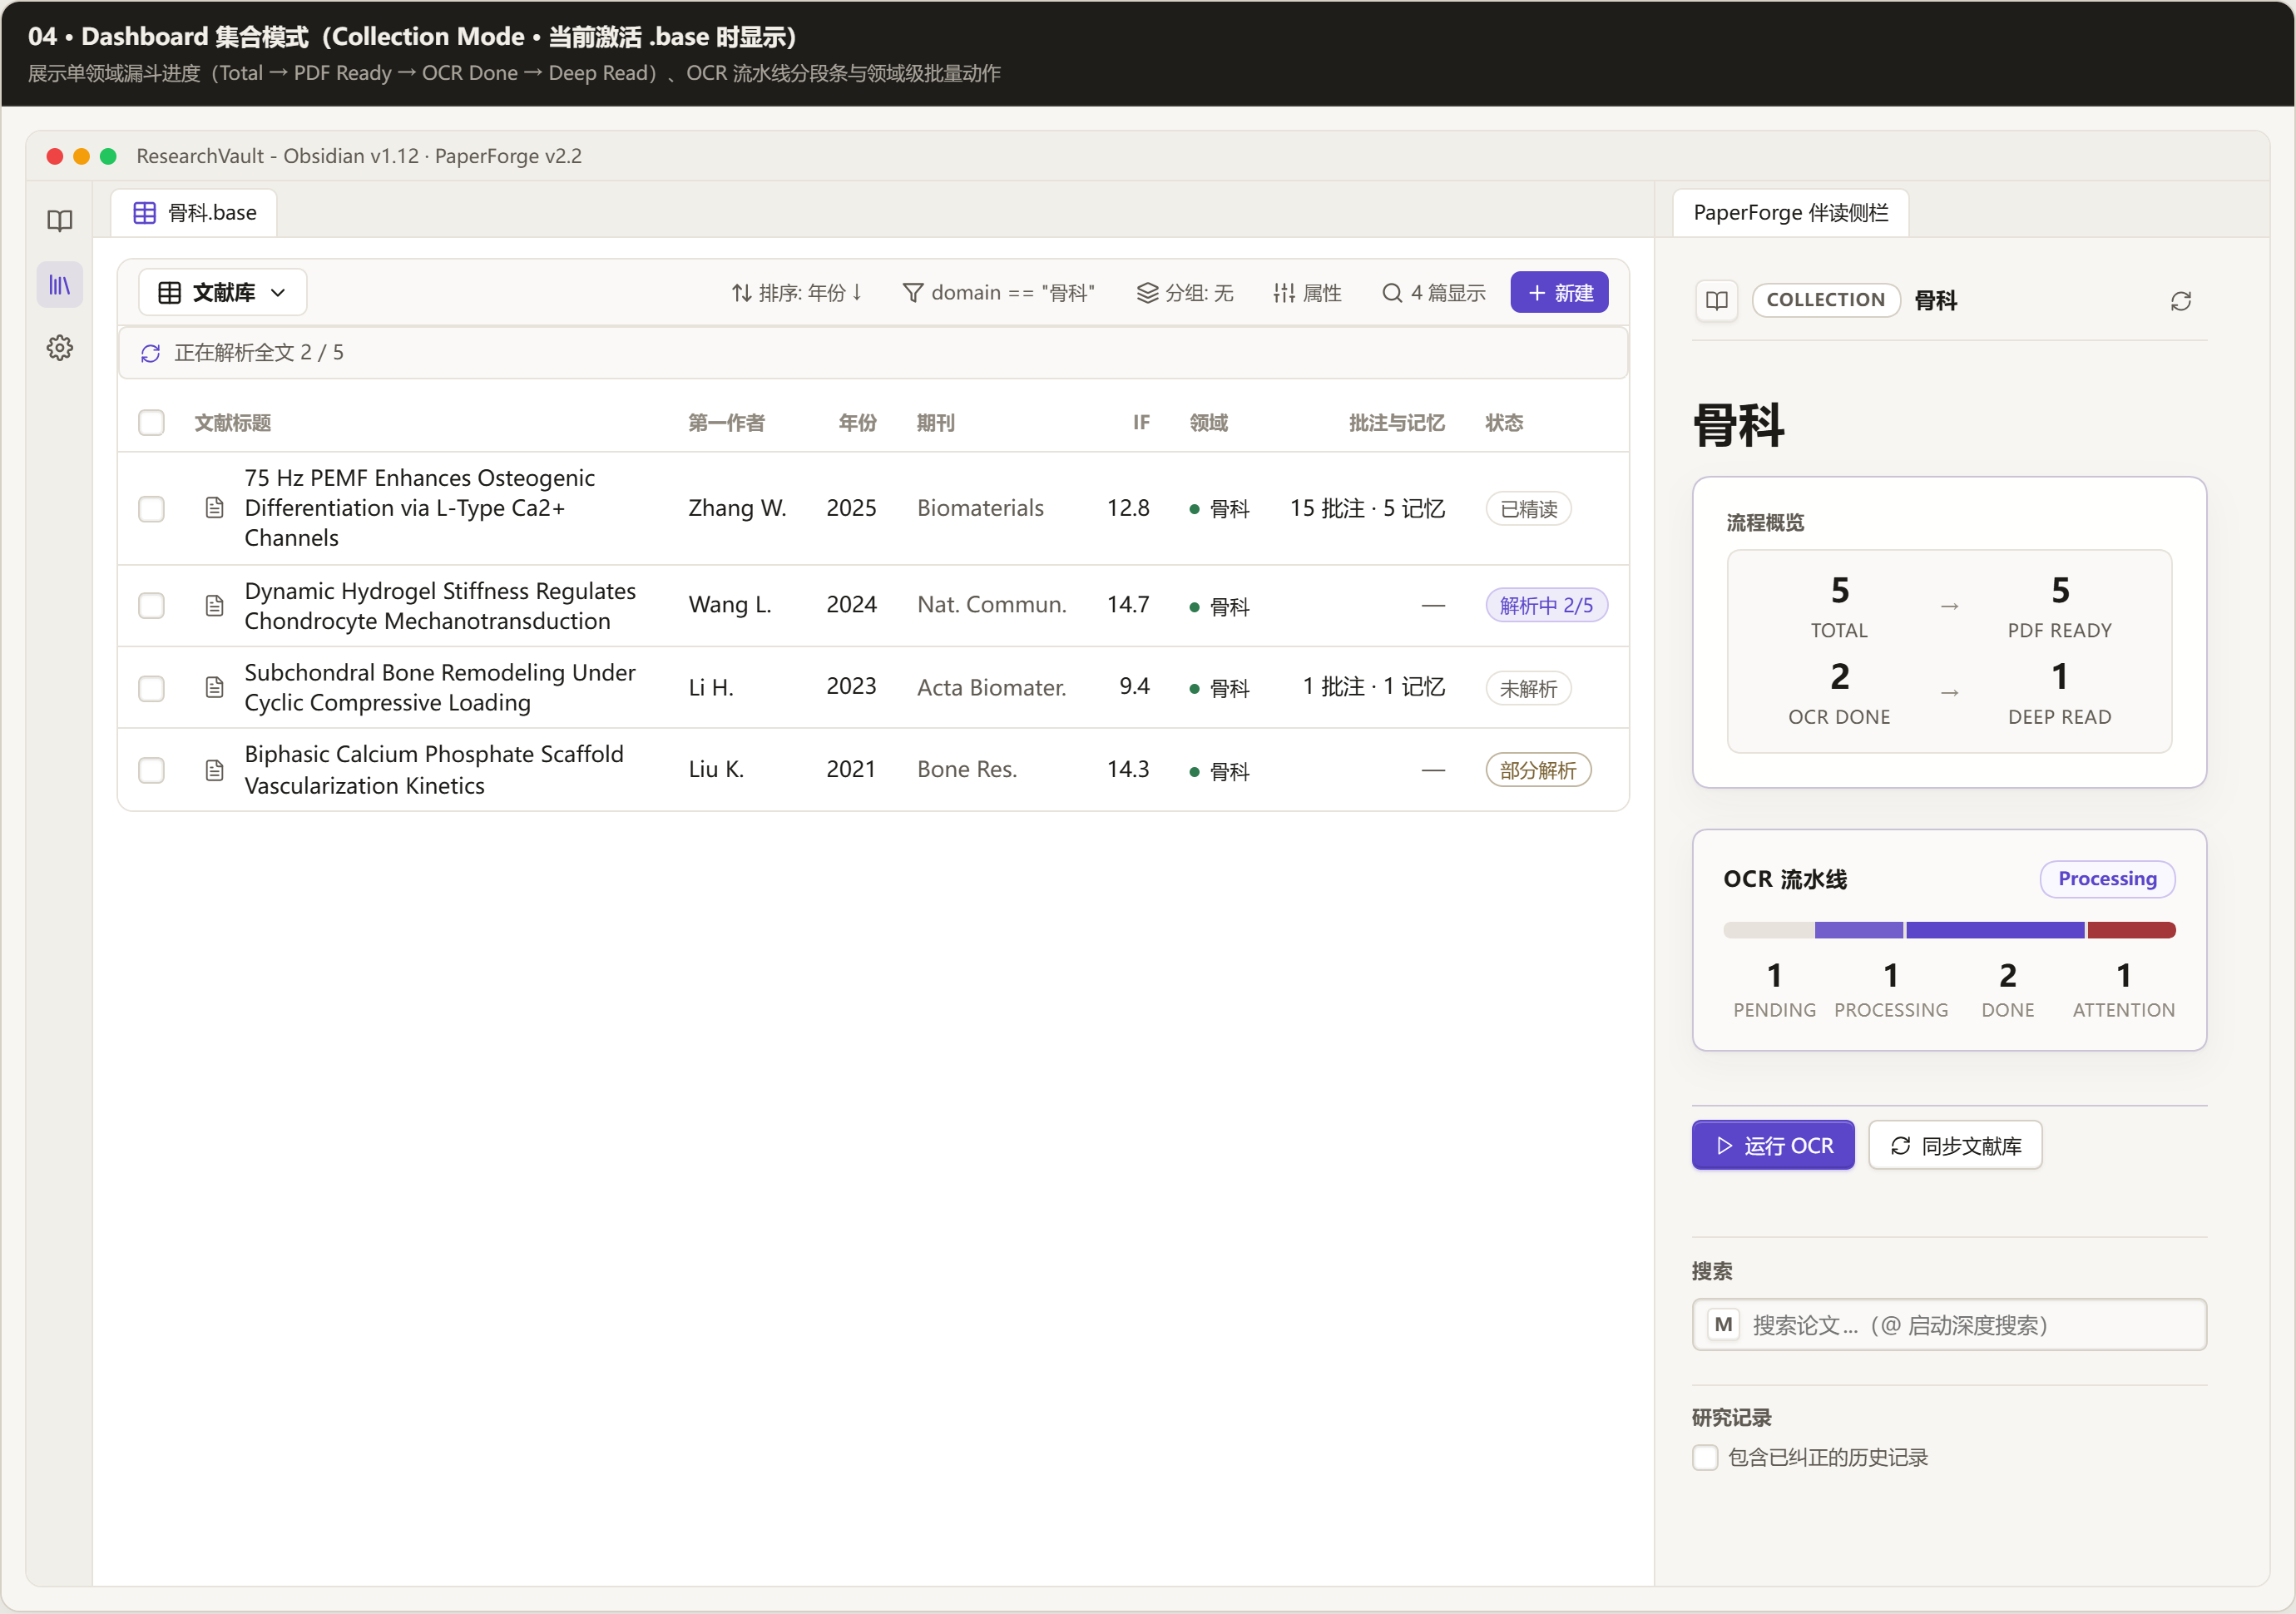 04 • Dashboard 集合模式（Collection Mode • 当前激活 .base 时显示）
展示单领域漏斗进度（Total → PDF Ready → OCR Done → Deep Read）、OCR 流水线分段条与领域级批量动作
ResearchVault - Obsidian v1.12 · PaperForge v2.2
骨科.base
文献库
排序: 年份 ↓
domain == "骨科"
分组: 无
属性
4 篇显示
+ 新建
正在解析全文 2 / 5
文献标题 第一作者 年份 期刊 IF 领域 批注与记忆 状态
75 Hz PEMF Enhances Osteogenic
Differentiation via L-Type Ca2+
Channels
Zhang W. 2025 Biomaterials 12.8 骨科 15 批注 · 5 记忆 已精读
Dynamic Hydrogel Stiffness Regulates
Chondrocyte Mechanotransduction
Wang L. 2024 Nat. Commun. 14.7 骨科 — 解析中 2/5
Subchondral Bone Remodeling Under
Cyclic Compressive Loading
Li H. 2023 Acta Biomater. 9.4 骨科 1 批注 · 1 记忆 未解析
Biphasic Calcium Phosphate Scaffold
Vascularization Kinetics
Liu K. 2021 Bone Res. 14.3 骨科 — 部分解析
PaperForge 伴读侧栏
COLLECTION 骨科
骨科
流程概览
5 → 5
TOTAL PDF READY
2 → 1
OCR DONE DEEP READ
OCR 流水线 Processing
1 1 2 1
PENDING PROCESSING DONE ATTENTION
运行 OCR
同步文献库
搜索
M 搜索论文...（@ 启动深度搜索）
研究记录
包含已纠正的历史记录